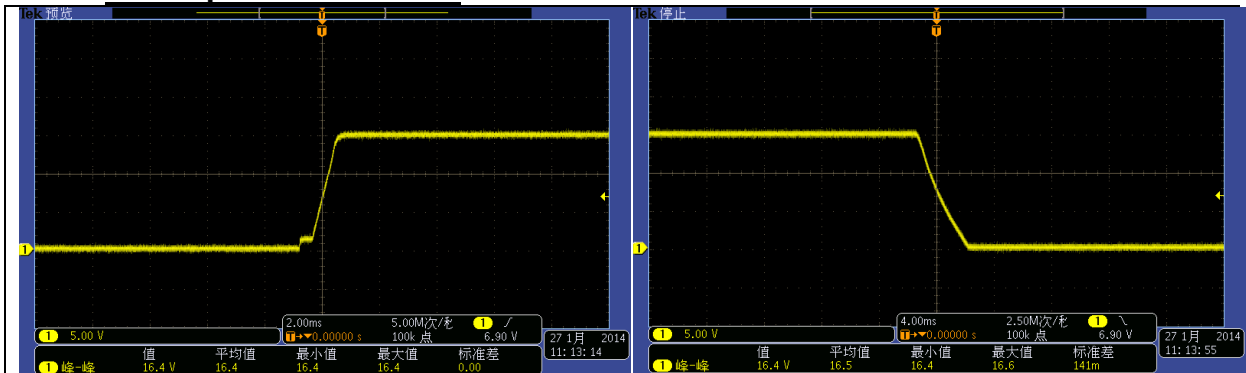 Tek 预览
T
1
1 5.00 V
2.00ms 5.00M次/秒 1
T→▼0.00000 s 100k 点 6.90 V
值 平均值 最小值 最大值 标准差
1 峰-峰 16.4 V 16.4 16.4 16.4 0.00
27 1月 2014
11:13:14
Tek 停止
T
1
1 5.00 V
4.00ms 2.50M次/秒 1
T→▼0.00000 s 100k 点 6.90 V
值 平均值 最小值 最大值 标准差
1 峰-峰 16.4 V 16.5 16.4 16.6 141m
27 1月 2014
11:13:55